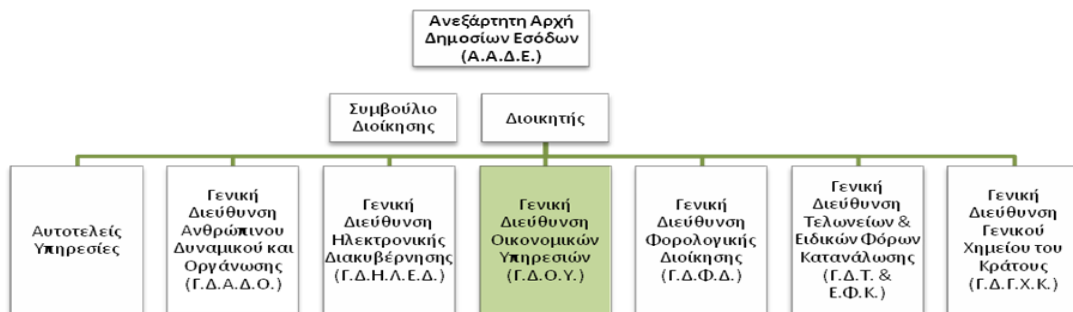 Ανεξάρτητη Αρχή
Δημοσίων Εσόδων
(Α.Α.Δ.Ε.)
Συμβούλιο
Διοίκησης
Διοικητής
Αυτοτελείς
Υπηρεσίες
Γενική
Διεύθυνση
Ανθρώπινου
Δυναμικού και
Οργάνωσης
(Γ.Δ.Α.Δ.Ο.)
Γενική
Διεύθυνση
Ηλεκτρονικής
Διακυβέρνησης
(Γ.Δ.Η.Λ.Ε.Δ.)
Γενική
Διεύθυνση
Οικονομικών
Υπηρεσιών
(Γ.Δ.Ο.Υ.)
Γενική
Διεύθυνση
Φορολογικής
Διοίκησης
(Γ.Δ.Φ.Δ.)
Γενική
Διεύθυνση
Τελωνείων &
Ειδικών Φόρων
Κατανάλωσης
(Γ.Δ.Τ. &
Ε.Φ.Κ.)
Γενική
Διεύθυνση
Γενικού
Χημείου του
Κράτους
(Γ.Δ.Γ.Χ.Κ.)